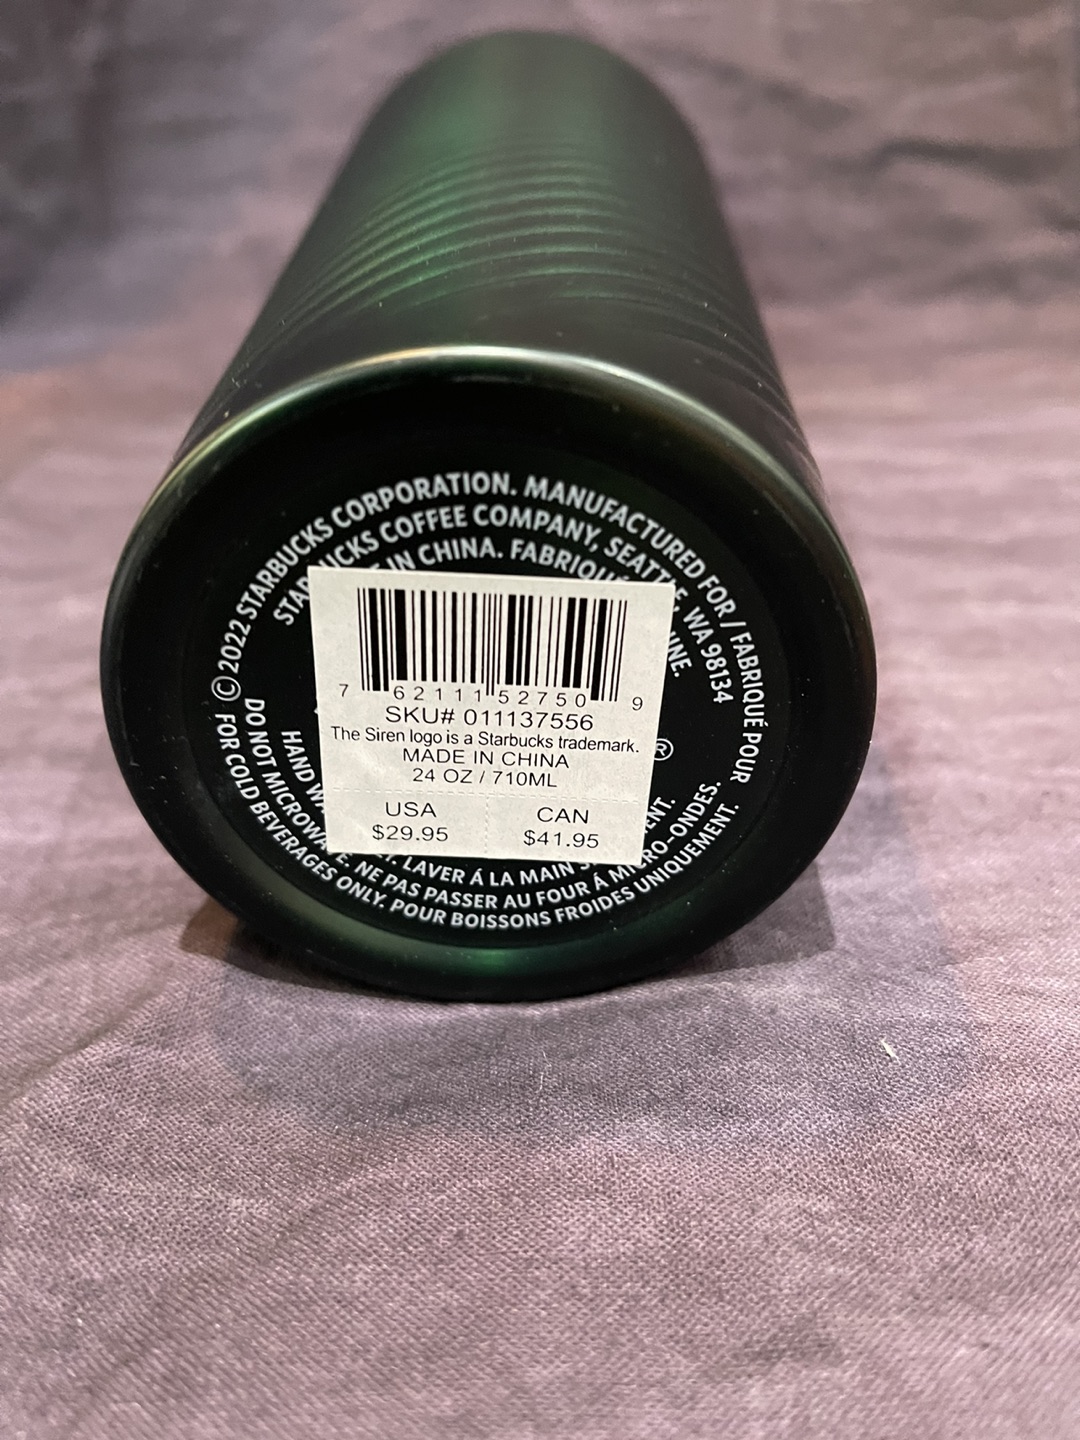 © 2022 STARBUCKS CORPORATION. MANUFACTURED FOR / FABRIQUÉ POUR
STARBUCKS COFFEE COMPANY, SEATTLE, WA 98134
IN CHINA.
7 62111 52750 9
SKU# 011137556
The Siren logo is a Starbucks trademark.
MADE IN CHINA
24 OZ / 710ML
USA CAN
$29.95 $41.95
®
HAND
LAVER Á LA MAIN
DO NOT MICROWAVE. NE PAS PASSER AU FOUR Á MICRO-ONDES.
FOR COLD BEVERAGES ONLY. POUR BOISSONS FROIDES UNIQUEMENT.